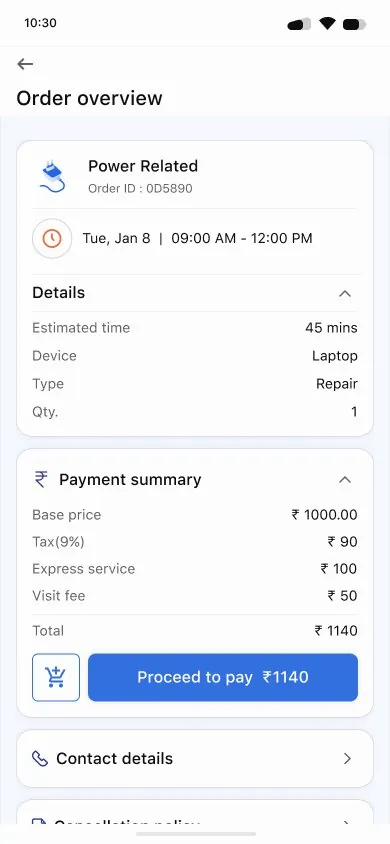 10:30
Order overview
Power Related
Order ID : 0D5890
Tue, Jan 8 | 09:00 AM - 12:00 PM
Details
Estimated time 45 mins
Device Laptop
Type Repair
Qty. 1
₹ Payment summary
Base price ₹ 1000.00
Tax(9%) ₹ 90
Express service ₹ 100
Visit fee ₹ 50
Total ₹ 1140
Proceed to pay ₹1140
Contact details
Cancellation policy